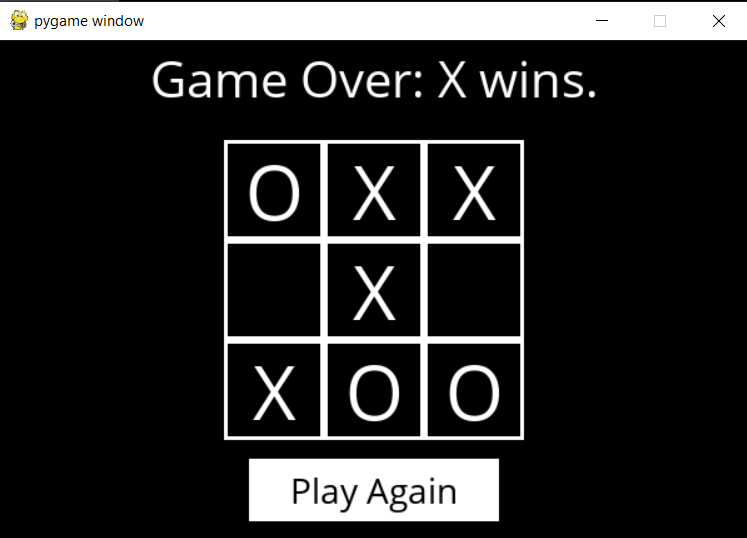 pygame window
Game Over: X wins.
O X X
X
X O O
Play Again